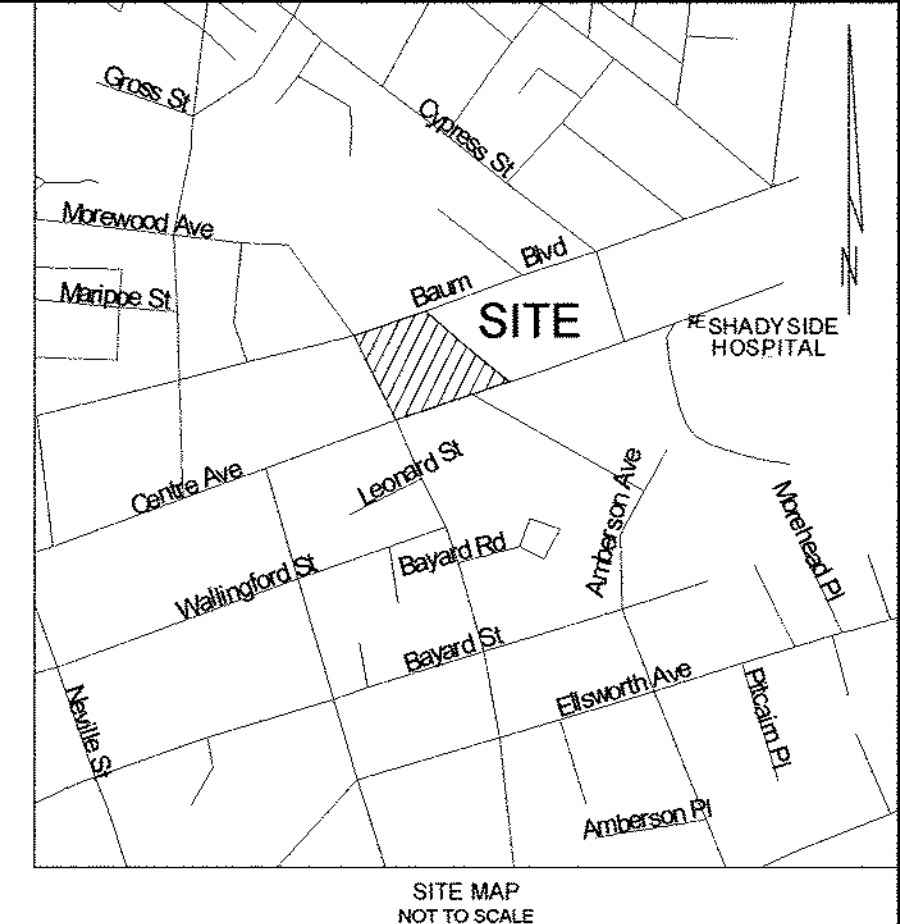 Gross St
Cypress St
Morewood Ave
Baum Blvd
Maripoe St
SITE
SHADYSIDE
HOSPITAL
N
Centre Ave
Leonard St
Amberson Ave
Morehead Pl
Bayard Rd
Wallingford St
Bayard St
Ellsworth Ave
Neville St
Pitcairn Pl
Amberson Pl
SITE MAP
NOT TO SCALE